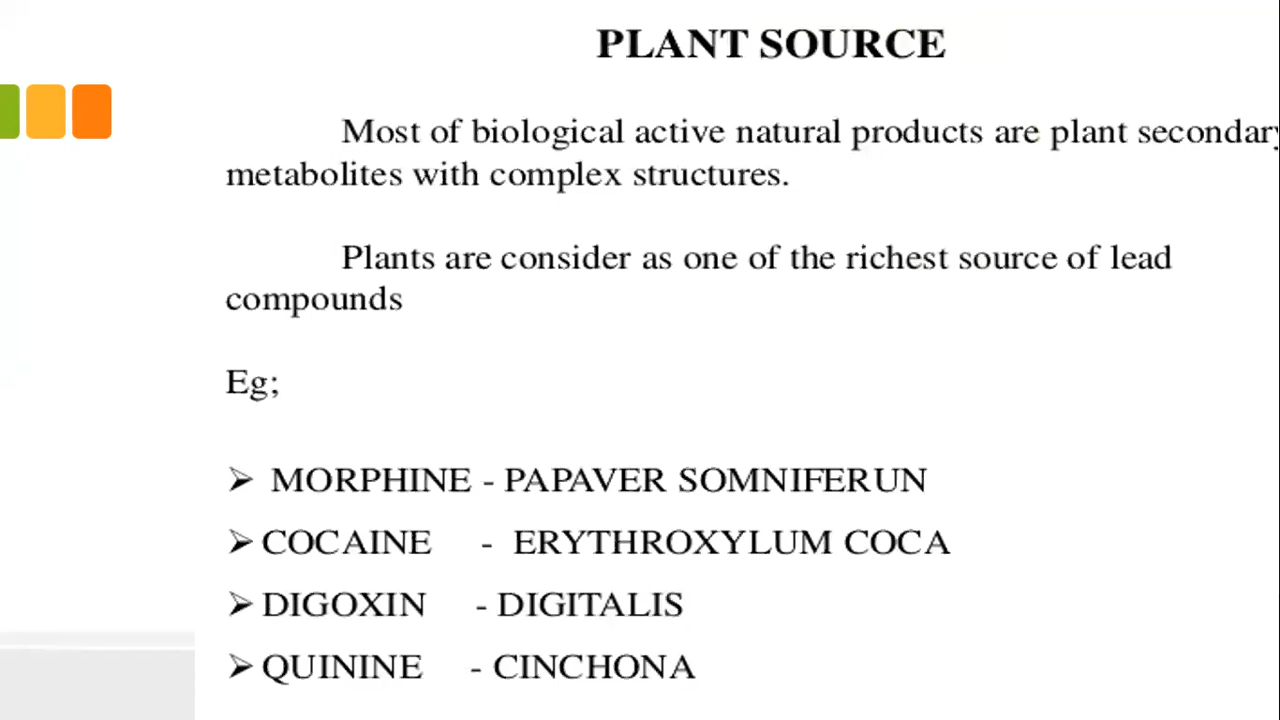 PLANT SOURCE
Most of biological active natural products are plant secondary
metabolites with complex structures.
Plants are consider as one of the richest source of lead
compounds
Eg;
➢ MORPHINE - PAPAVER SOMNIFERUN
➢ COCAINE - ERYTHROXYLUM COCA
➢ DIGOXIN - DIGITALIS
➢ QUININE - CINCHONA